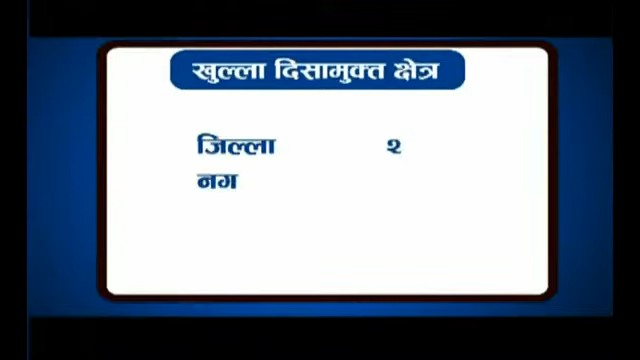 खुल्ला दिसामुक्त क्षेत्र
जिल्ला २
नग